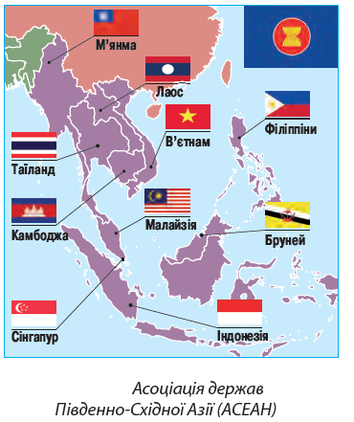 М'янма
Лаос
В'єтнам
Філіппіни
Таїланд
Камбоджа
Малайзія
Бруней
Сінгапур
Індонезія
Асоціація держав
Південно-Східної Азії (АСЕАН)